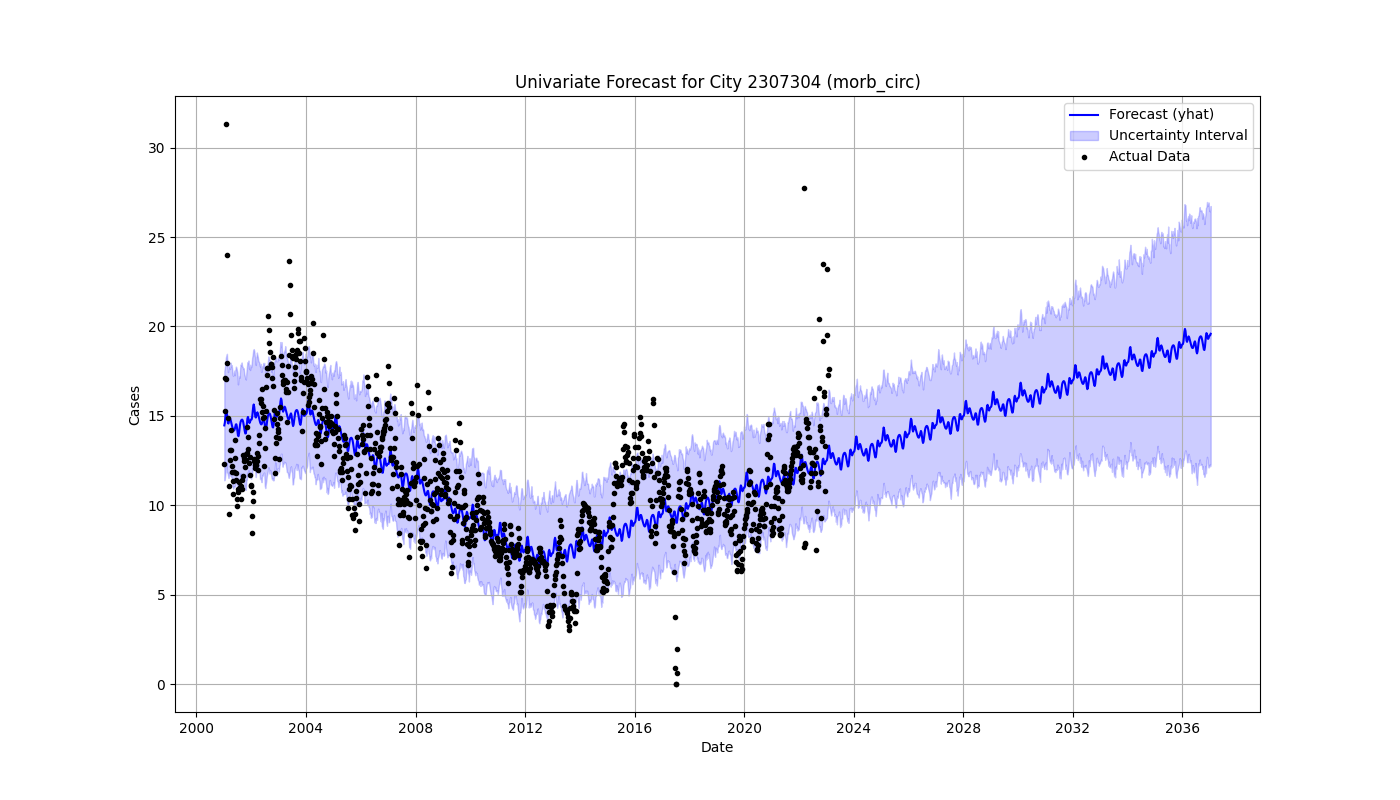 Univariate Forecast for City 2307304 (morb_circ)
Forecast (yhat)
Uncertainty Interval
Actual Data
Cases
30
25
20
15
10
5
0
2000 2004 2008 2012 2016 2020 2024 2028 2032 2036
Date